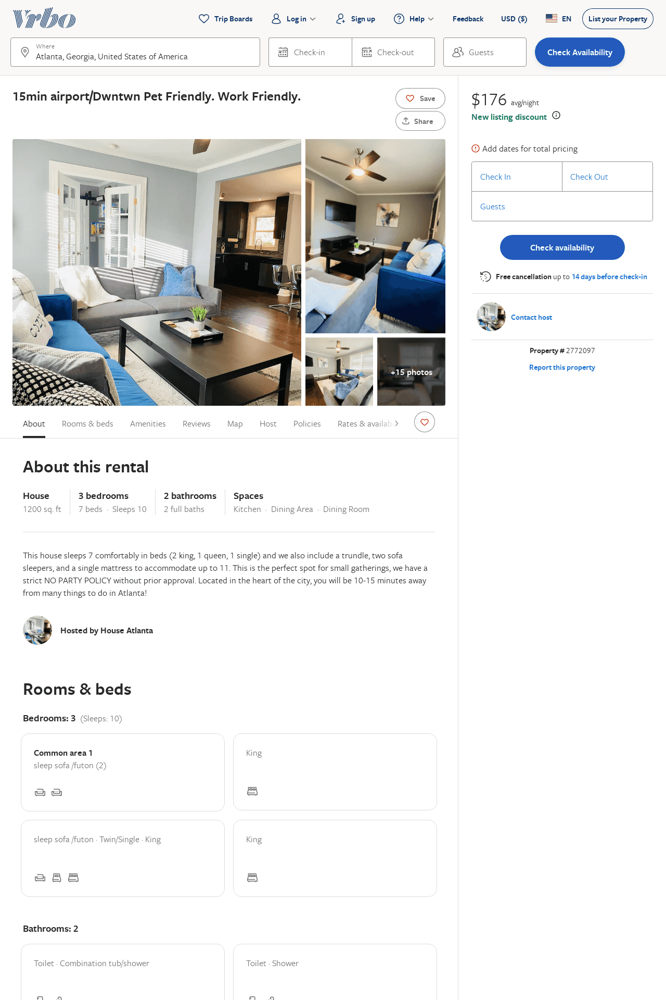 Vrbo
Trip Boards
Log in
Sign up
Help
Feedback
USD ($)
EN
List your Property
Where
Atlanta, Georgia, United States of America
Check-in
Check-out
Guests
Check Availability
15min airport/Dwntwn Pet Friendly. Work Friendly.
Save
Share
COZY
+15 photos
$176 avg/night
New listing discount
Add dates for total pricing
Check In
Check Out
Guests
Check availability
Free cancellation up to 14 days before check-in
Contact host
Property # 2772097
Report this property
About
Rooms & beds
Amenities
Reviews
Map
Host
Policies
Rates & availab
About this rental
House
1200 sq. ft
3 bedrooms
7 beds · Sleeps 10
2 bathrooms
2 full baths
Spaces
Kitchen · Dining Area · Dining Room
This house sleeps 7 comfortably in beds (2 king, 1 queen, 1 single) and we also include a trundle, two sofa
sleepers, and a single mattress to accommodate up to 11. This is the perfect spot for small gatherings, we have a
strict NO PARTY POLICY without prior approval. Located in the heart of the city, you will be 10-15 minutes away
from many things to do in Atlanta!
Hosted by House Atlanta
Rooms & beds
Bedrooms: 3 (Sleeps: 10)
Common area 1
sleep sofa /futon (2)
King
sleep sofa /futon · Twin/Single · King
King
Bathrooms: 2
Toilet · Combination tub/shower
Toilet · Shower